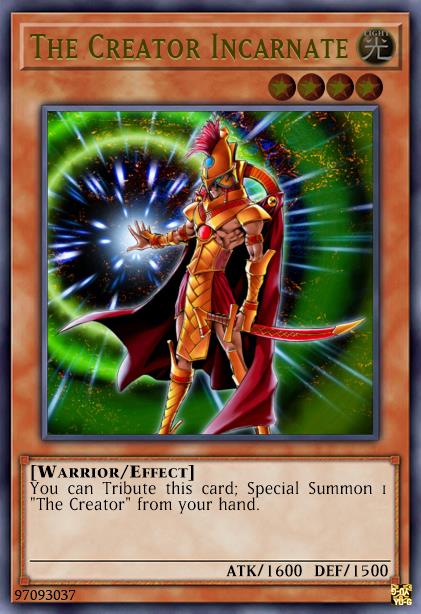 THE CREATOR INCARNATE
LIGHT
光
[WARRIOR/EFFECT]
You can Tribute this card; Special Summon 1
"The Creator" from your hand.
ATK/1600 DEF/1500
97093037